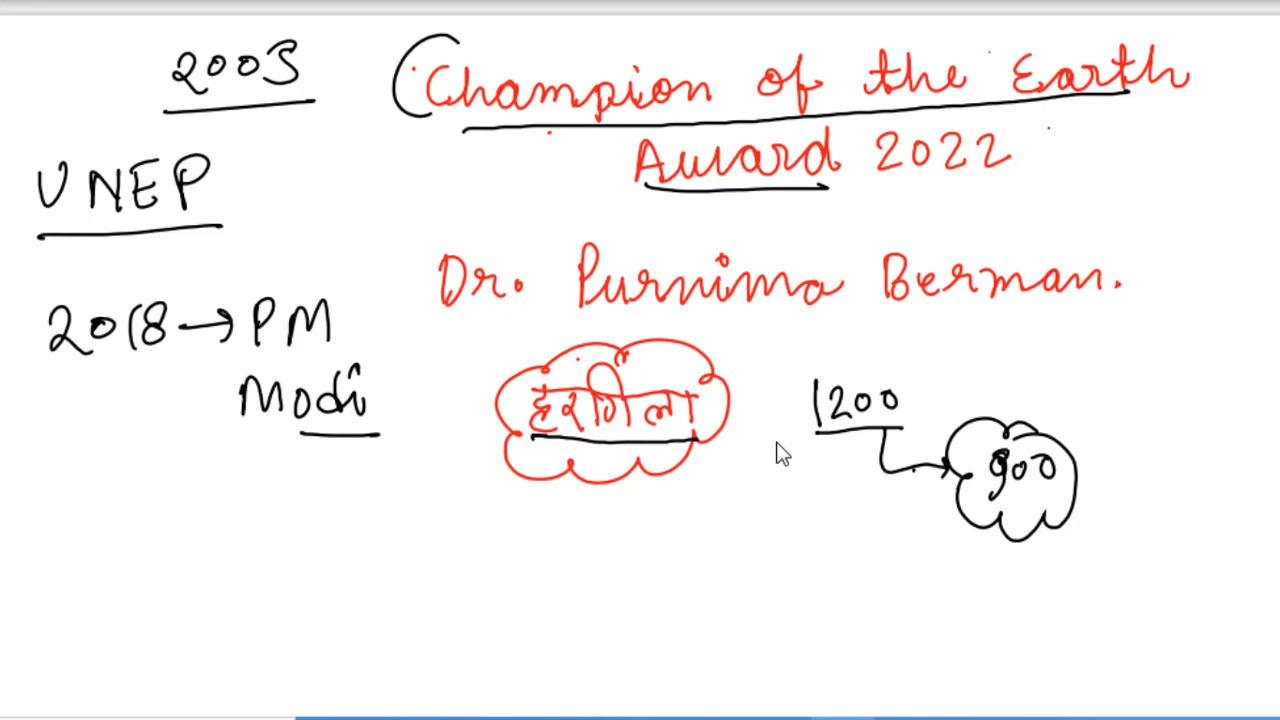 2003
(Champion of the Earth
Award 2022
UNEP
Dr. Purnima Berman.
2018 → PM
Modi
हरगिला
1200
900